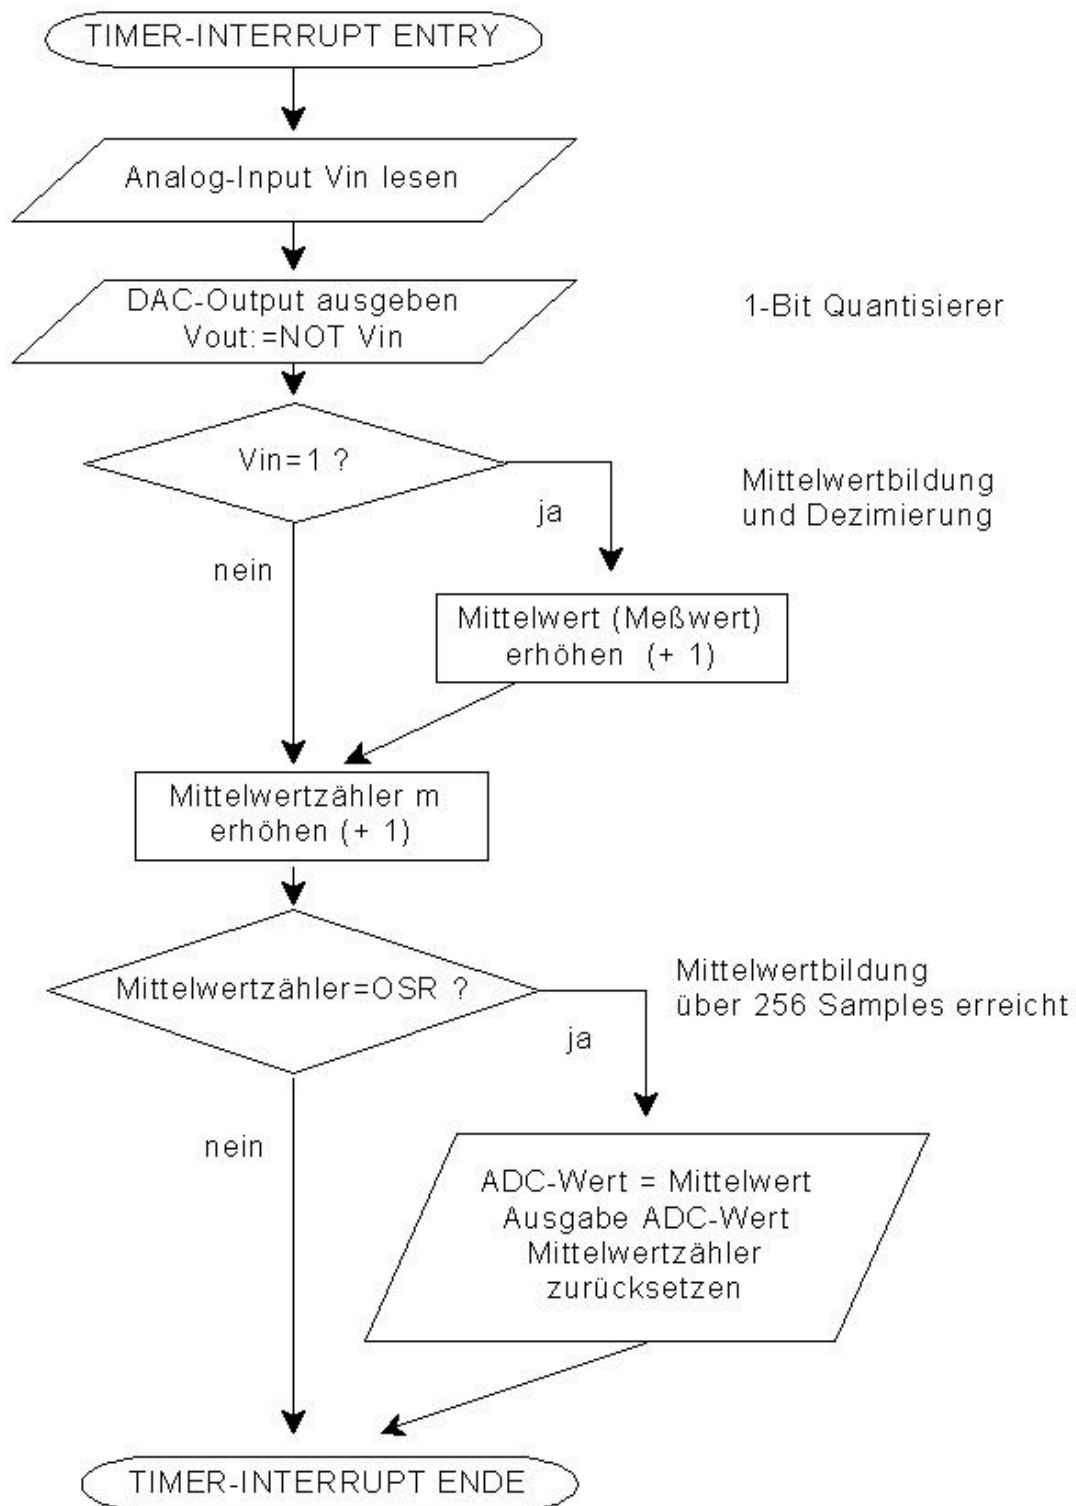 TIMER-INTERRUPT ENTRY
Analog-Input Vin lesen
DAC-Output ausgeben
Vout:=NOT Vin
1-Bit Quantisierer
Vin=1 ?
ja
nein
Mittelwertbildung
und Dezimierung
Mittelwert (Meßwert)
erhöhen (+ 1)
Mittelwertzähler m
erhöhen (+ 1)
Mittelwertzähler=OSR ?
ja
nein
Mittelwertbildung
über 256 Samples erreicht
ADC-Wert = Mittelwert
Ausgabe ADC-Wert
Mittelwertzähler
zurücksetzen
TIMER-INTERRUPT ENDE